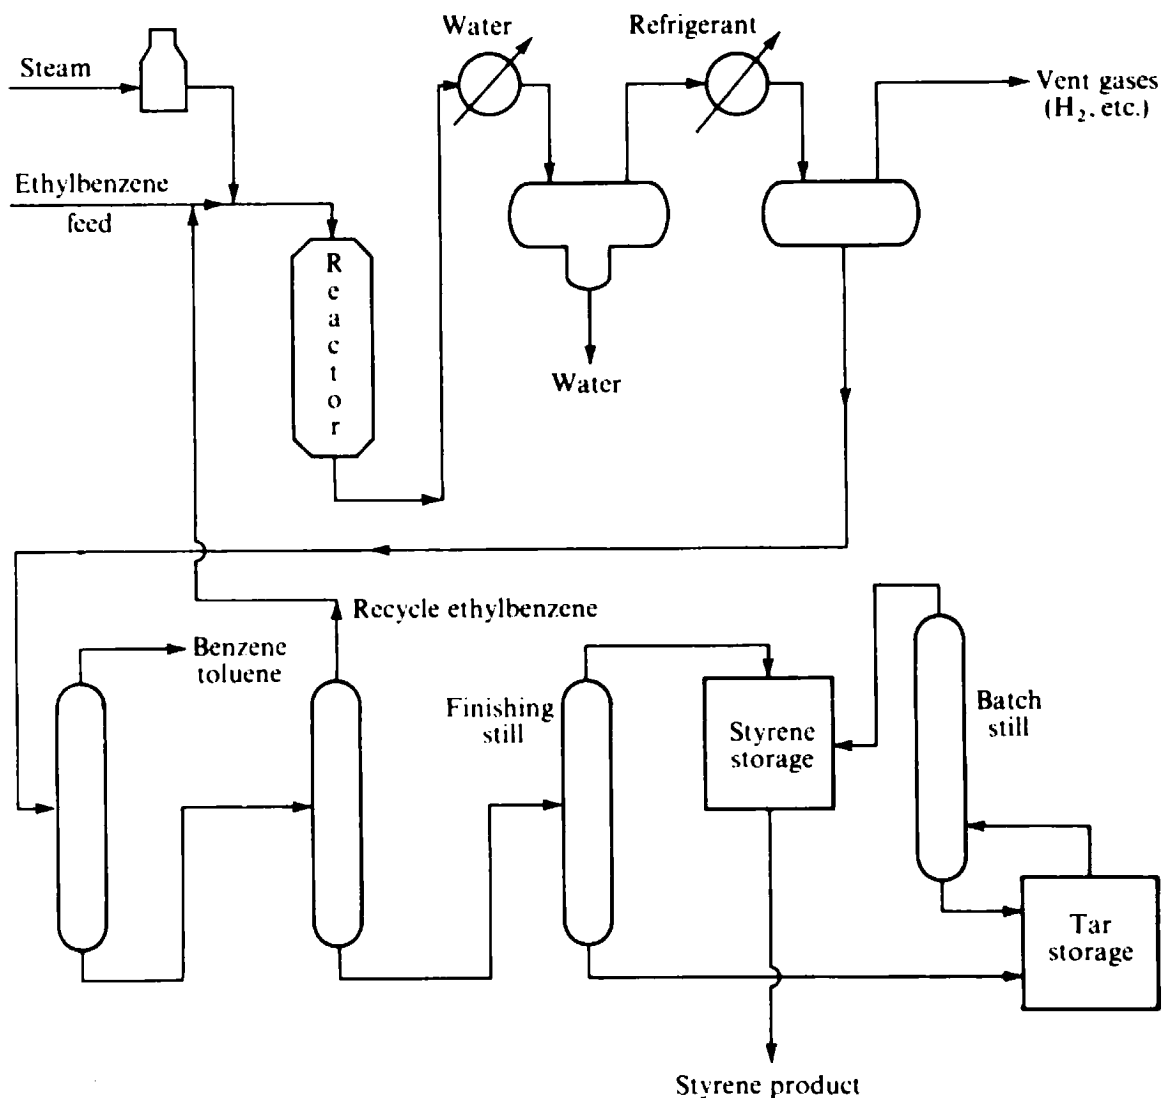 Water
Refrigerant
Steam
Vent gases
(H₂, etc.)
Ethylbenzene
feed
Reactor
Water
Recycle ethylbenzene
Benzene
toluene
Finishing
still
Styrene
storage
Batch
still
Tar
storage
Styrene product